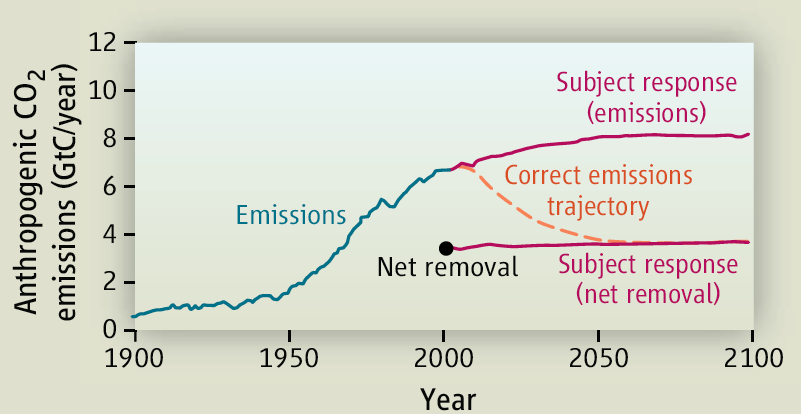 Anthropogenic CO2
emissions (GtC/year)
12
10
8
6
4
2
0
Subject response
(emissions)
Correct emissions
trajectory
Emissions
Net removal
Subject response
(net removal)
1900
1950
2000
2050
2100
Year